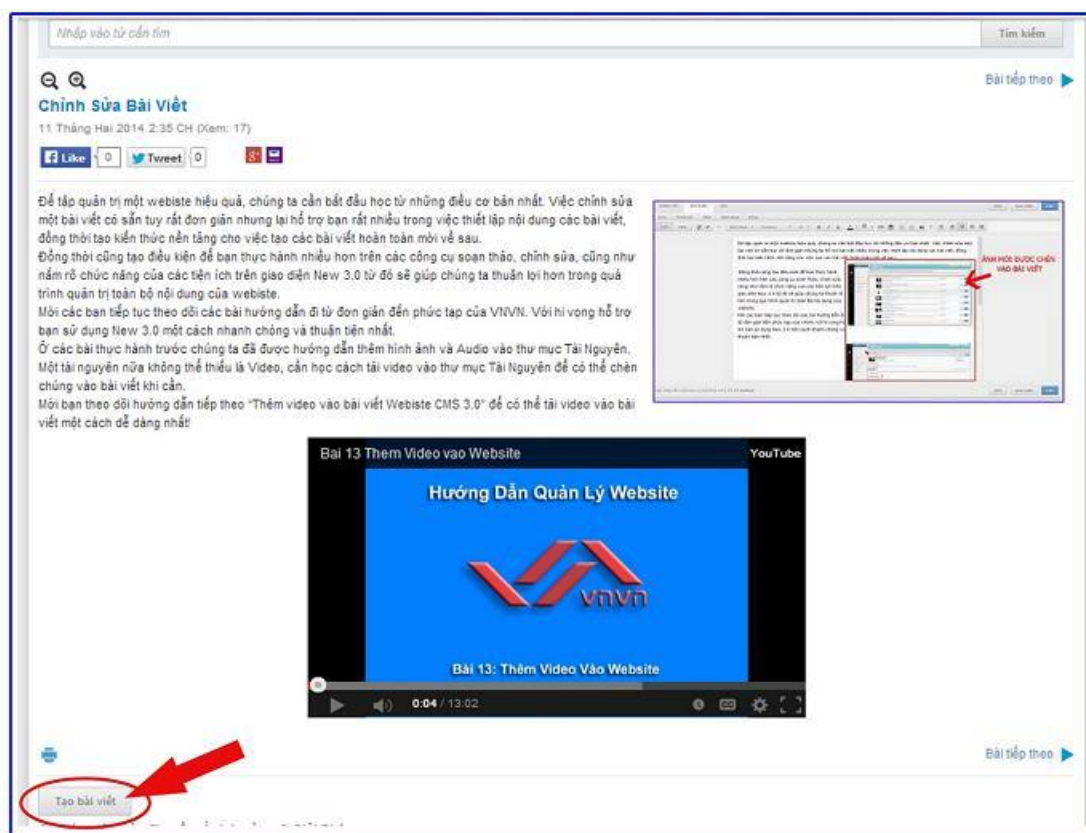 Nhập vào từ cần tìm
Tìm kiếm
Bài tiếp theo
Chỉnh Sửa Bài Viết
11 Tháng Hai 2014 2:35 CH (Xem: 17)
Like 0 Tweet 0
Để tập quản trị một webiste hiệu quả, chúng ta cần bắt đầu học từ những điều cơ bản nhất. Việc chỉnh sửa
một bài viết có sẵn tuy rất đơn giản nhưng lại hổ trợ bạn rất nhiều trong việc thiết lập nội dung các bài viết,
đồng thời tạo kiến thức nền tảng cho việc tạo các bài viết hoàn toàn mới về sau.
Đồng thời cũng tạo điều kiện để bạn thực hành nhiều hơn trên các công cụ soạn thảo, chỉnh sửa, cũng như
nắm rõ chức năng của các tiện ích trên giao diện New 3.0 từ đó sẽ giúp chúng ta thuận lợi hơn trong quá
trình quản trị toàn bộ nội dung của webiste.
Mời các bạn tiếp tục theo dõi các bài hướng dẫn đi từ đơn giản đến phức tạp của VNVN. Với hi vọng hỗ trợ
bạn sử dụng New 3.0 một cách nhanh chóng và thuận tiện nhất.
Ở các bài thực hành trước chúng ta đã được hướng dẫn thêm hình ảnh và Audio vào thư mục Tài Nguyên.
Một tài nguyên nữa không thể thiếu là Video, cần học cách tải video vào thư mục Tài Nguyên để có thể chèn
chúng vào bài viết khi cần.
Mời bạn theo dõi hướng dẫn tiếp theo "Thêm video vào bài viết Webiste CMS 3.0" để có thể tải video vào bài
viết một cách dễ dàng nhất!
ẢNH MỚI ĐƯỢC CHÈN
VÀO BÀI VIẾT
Bai 13 Them Video vao Website
YouTube
Hướng Dẫn Quản Lý Website
vnvn
Bài 13: Thêm Video Vào Website
0:04 / 13:02
Bài tiếp theo
Tạo bài viết